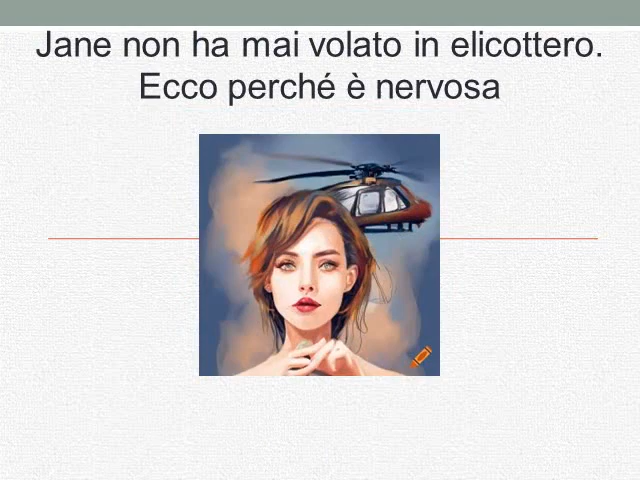 Jane non ha mai volato in elicottero.
Ecco perché è nervosa